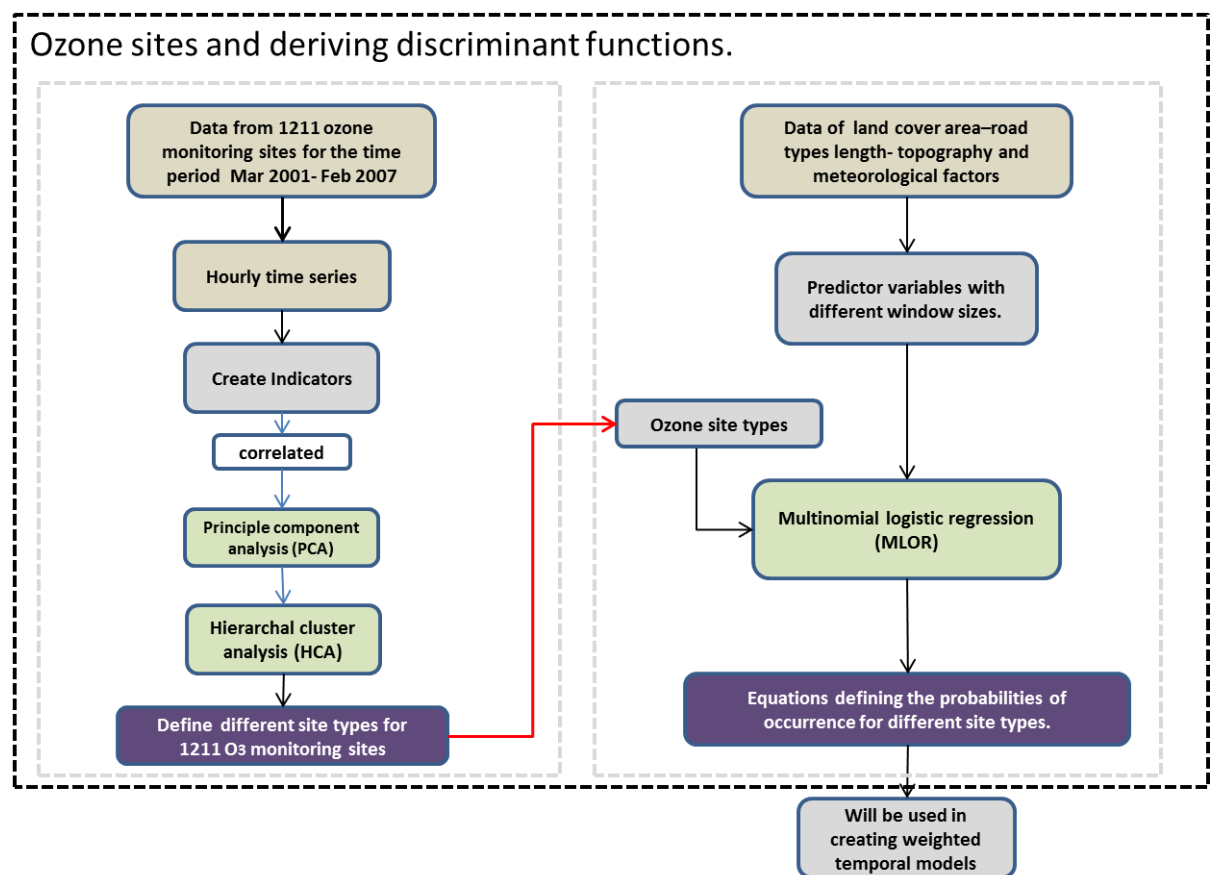 Ozone sites and deriving discriminant functions.
Data from 1211 ozone
monitoring sites for the time
period Mar 2001- Feb 2007
Hourly time series
Create Indicators
correlated
Principle component
analysis (PCA)
Hierarchal cluster
analysis (HCA)
Define different site types for
1211 O3 monitoring sites
Data of land cover area–road
types length- topography and
meteorological factors
Predictor variables with
different window sizes.
Ozone site types
Multinomial logistic regression
(MLOR)
Equations defining the probabilities of
occurrence for different site types.
Will be used in
creating weighted
temporal models